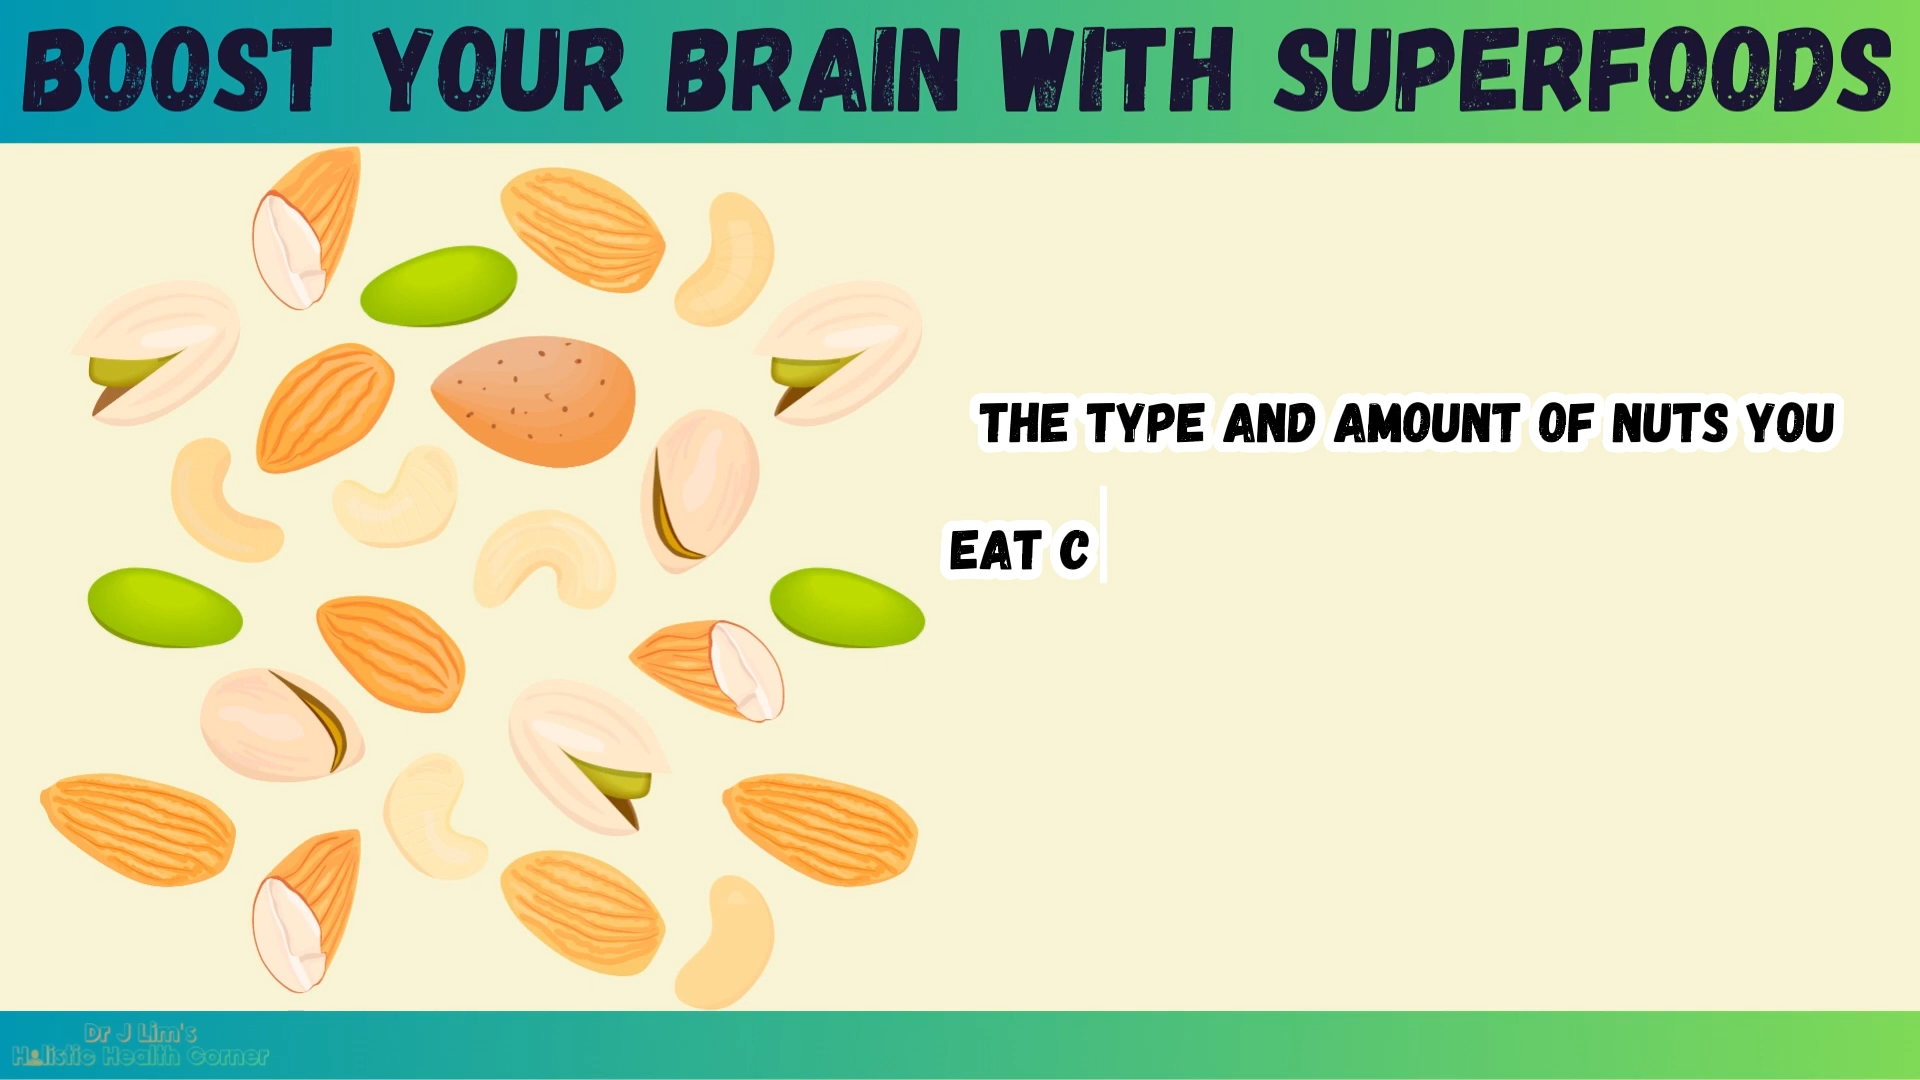 BOOST YOUR BRAIN WITH SUPERFOODS
THE TYPE AND AMOUNT OF NUTS YOU
EAT C
Dr J Lim's
Holistic Health Corner